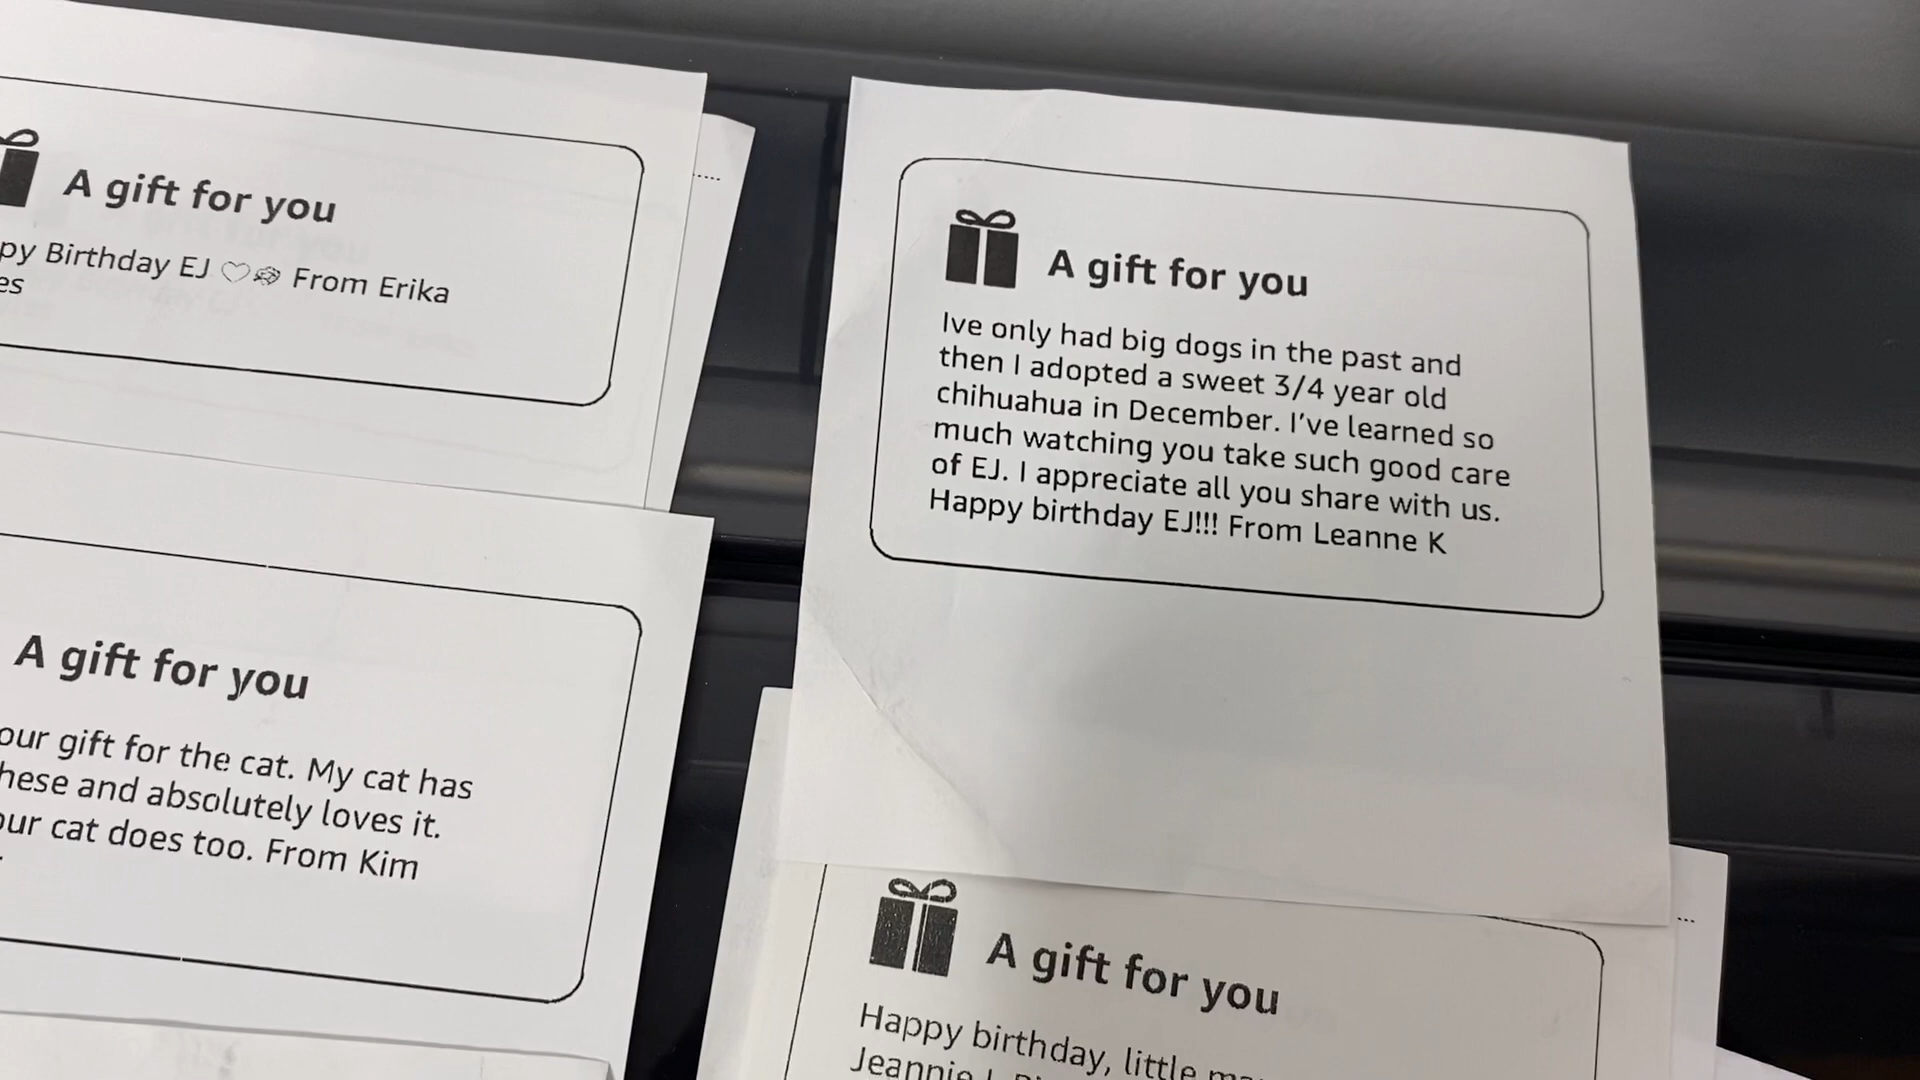 A gift for you
py Birthday EJ ♡ From Erika
es
A gift for you
our gift for the cat. My cat has
hese and absolutely loves it.
our cat does too. From Kim
A gift for you
Ive only had big dogs in the past and
then I adopted a sweet 3/4 year old
chihuahua in December. I’ve learned so
much watching you take such good care
of EJ. I appreciate all you share with us.
Happy birthday EJ!!! From Leanne K
A gift for you
Happy birthday, little
Jeannie